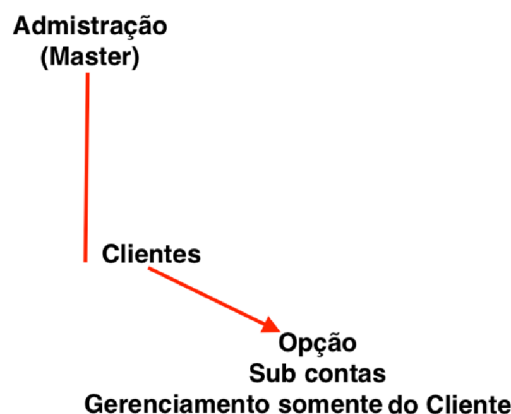 Admistração
(Master)
Clientes
Opção
Sub contas
Gerenciamento somente do Cliente